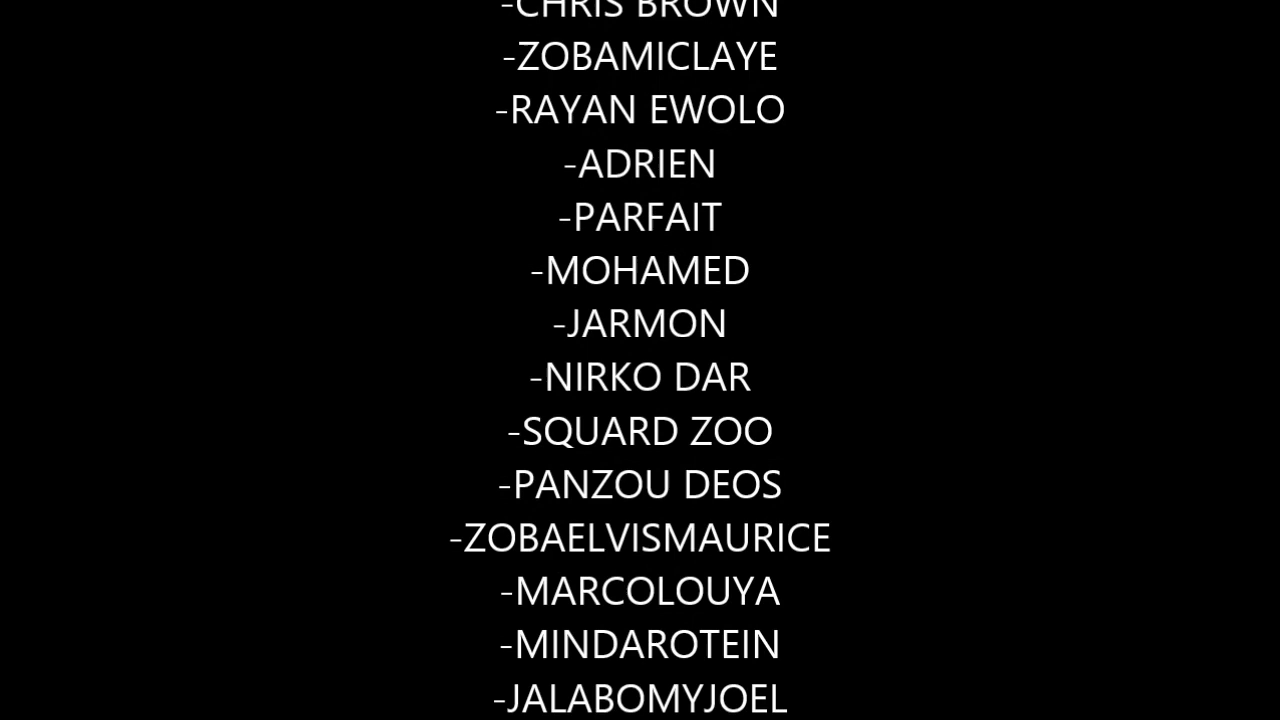 -CHRIS BROWN
-ZOBAMICLAYE
-RAYAN EWOLO
-ADRIEN
-PARFAIT
-MOHAMED
-JARMON
-NIRKO DAR
-SQUARD ZOO
-PANZOU DEOS
-ZOBAELVISMAURICE
-MARCOLOUYA
-MINDAROTEIN
-JALABOMYJOEL